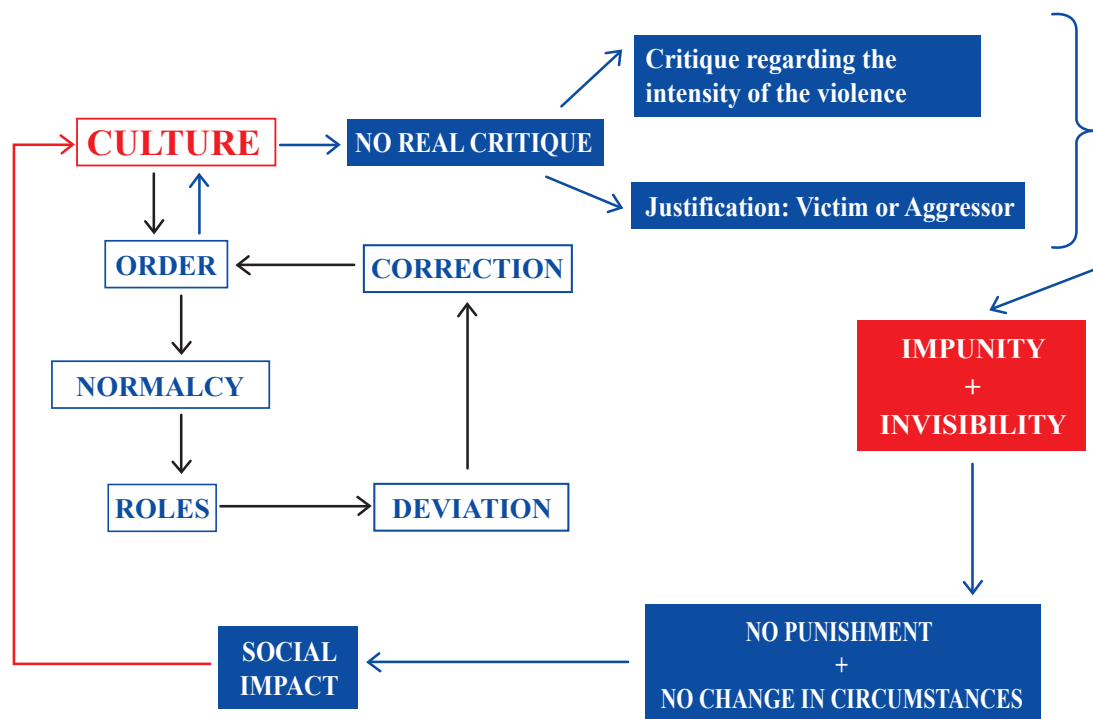 Critique regarding the
intensity of the violence
CULTURE
NO REAL CRITIQUE
Justification: Victim or Aggressor
ORDER
CORRECTION
IMPUNITY
+
INVISIBILITY
NORMALCY
ROLES
DEVIATION
NO PUNISHMENT
+
NO CHANGE IN CIRCUMSTANCES
SOCIAL
IMPACT